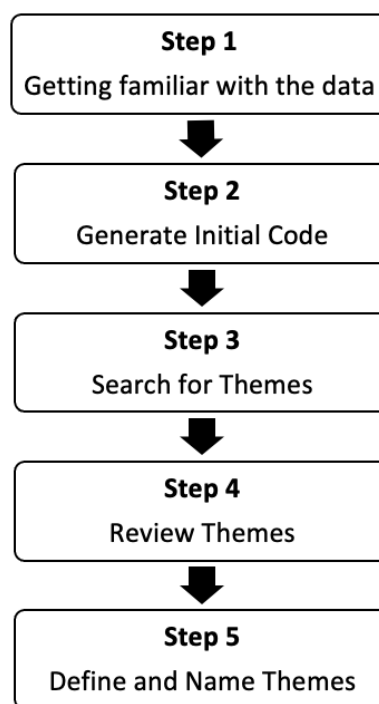 Step 1
Getting familiar with the data
Step 2
Generate Initial Code
Step 3
Search for Themes
Step 4
Review Themes
Step 5
Define and Name Themes